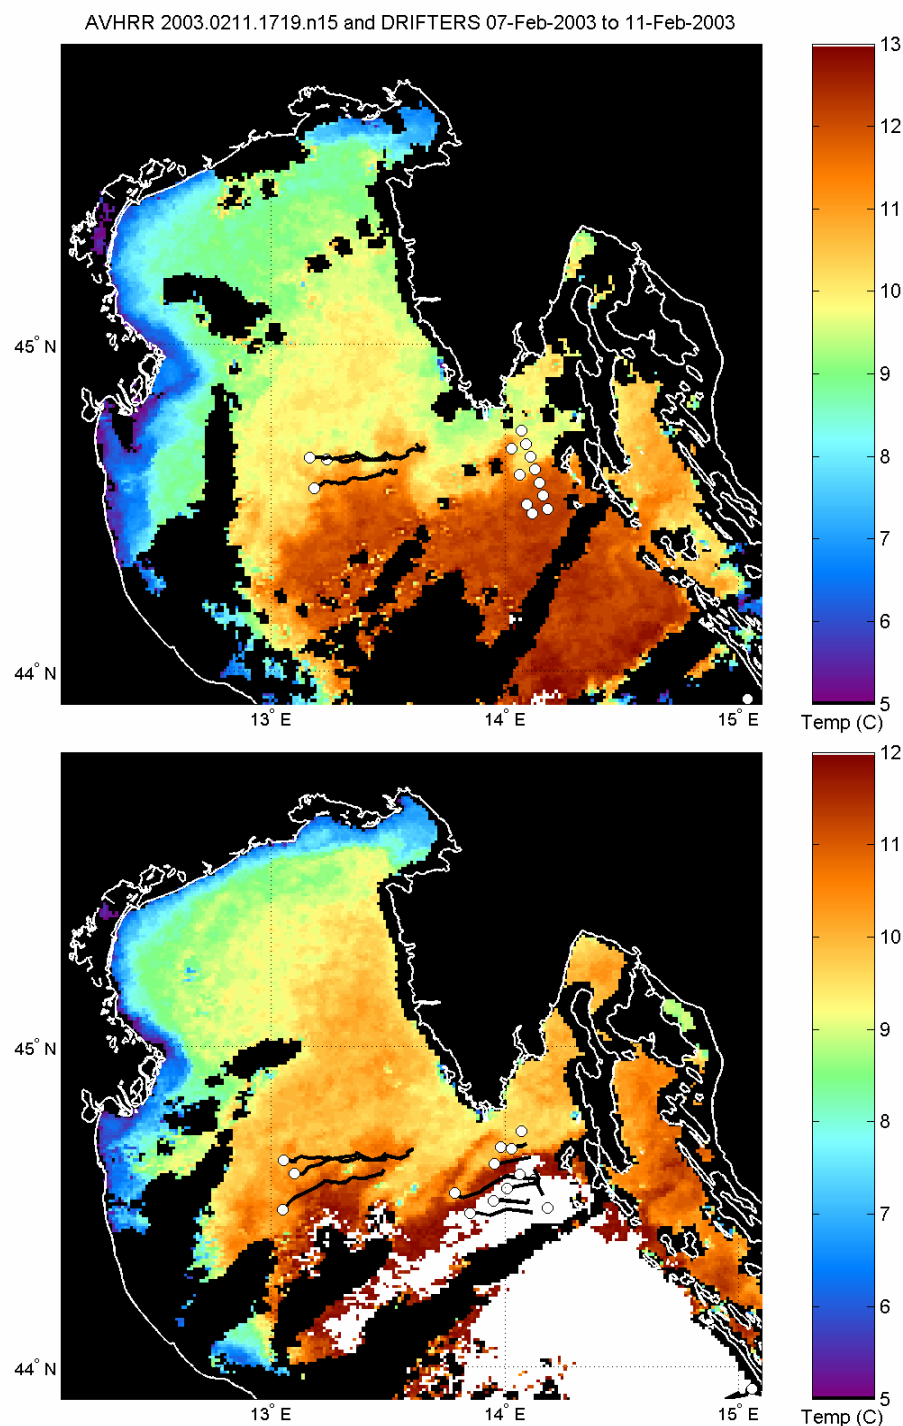 AVHRR 2003.0211.1719.n15 and DRIFTERS 07-Feb-2003 to 11-Feb-2003
13
12
11
10
9
8
7
6
5
Temp (C)
45° N
44° N
13° E
14° E
15° E
12
11
10
9
8
7
6
5
Temp (C)
45° N
44° N
13° E
14° E
15° E